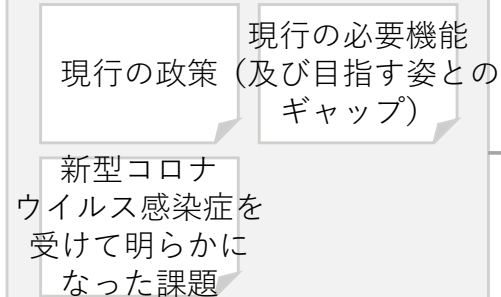 現行の政策
現行の必要機能
（及び目指す姿との
ギャップ）
新型コロナ
ウイルス感染症を
受けて明らかに
なった課題